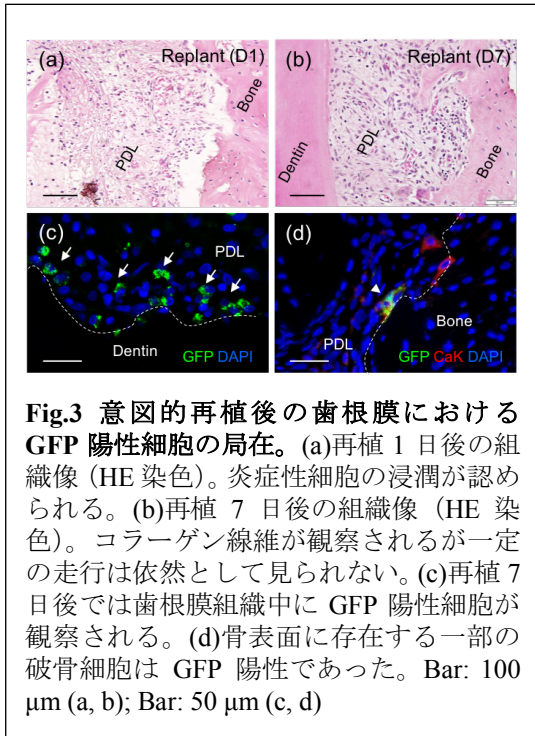 (a) Replant (D1)
PDL
Bone
(b) Replant (D7)
Dentin
PDL
Bone
(c)
PDL
Dentin
GFP DAPI
(d)
Bone
PDL
GFP CaK DAPI
Fig.3 意図的再植後の歯根膜における
GFP 陽性細胞の局在。(a)再植 1 日後の組
織像（HE 染色）。炎症性細胞の浸潤が認め
られる。(b)再植 7 日後の組織像（HE 染
色）。コラーゲン線維が観察されるが一定
の走行は依然として見られない。(c)再植 7
日後では歯根膜組織中に GFP 陽性細胞が
観察される。(d)骨表面に存在する一部の
破骨細胞は GFP 陽性であった。Bar: 100
μm (a, b); Bar: 50 μm (c, d)